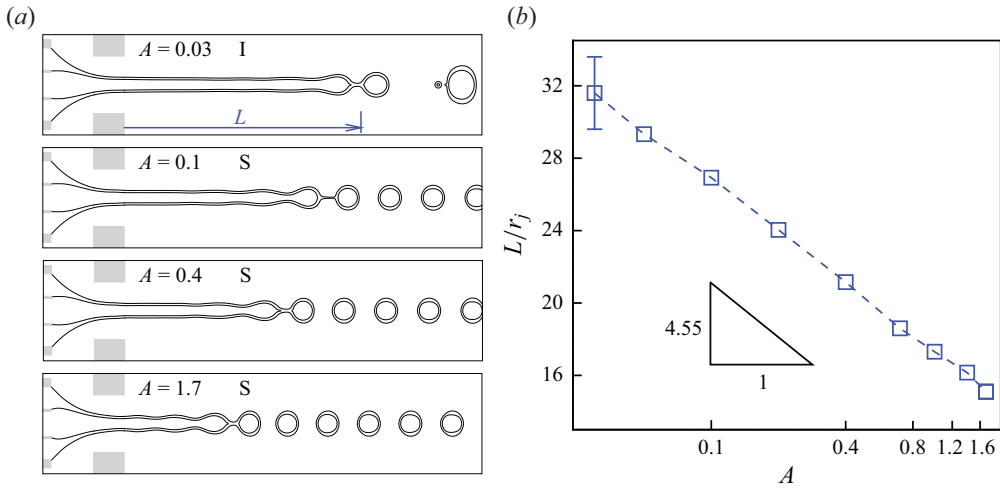 (a)
A = 0.03 I
L
A = 0.1 S
A = 0.4 S
A = 1.7 S
(b)
32
28
24
20
16
L/r_j
4.55
1
0.1 0.4 0.8 1.2 1.6
A